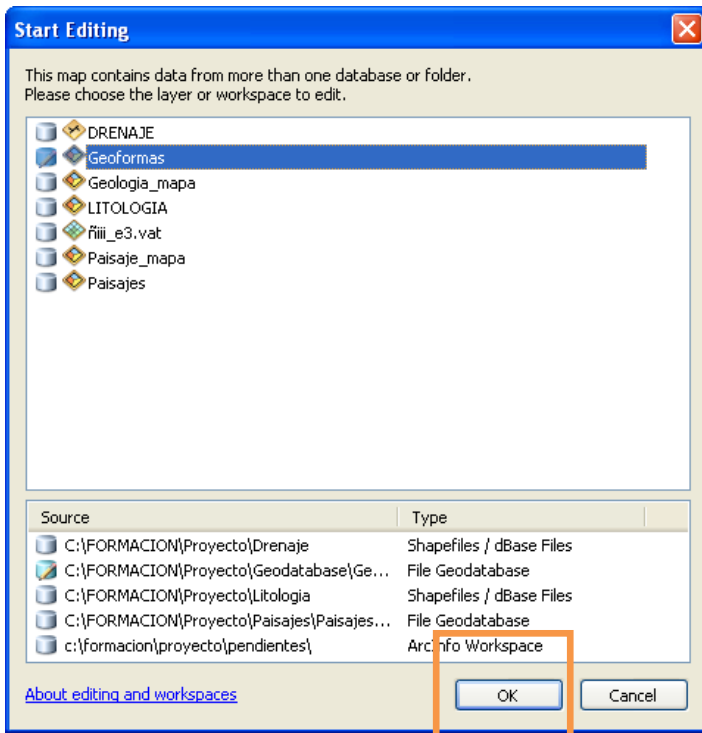 Start Editing
This map contains data from more than one database or folder.
Please choose the layer or workspace to edit.
DRENAJE
Geoformas
Geologia_mapa
LITOLOGIA
ñiii_e3.vat
Paisaje_mapa
Paisajes
Source Type
C:\FORMACION\Proyecto\Drenaje Shapefiles / dBase Files
C:\FORMACION\Proyecto\Geodatabase\Ge... File Geodatabase
C:\FORMACION\Proyecto\Litologia Shapefiles / dBase Files
C:\FORMACION\Proyecto\Paisajes\Paisajes... File Geodatabase
c:\formacion\proyecto\pendientes\ ArcInfo Workspace
About editing and workspaces OK Cancel